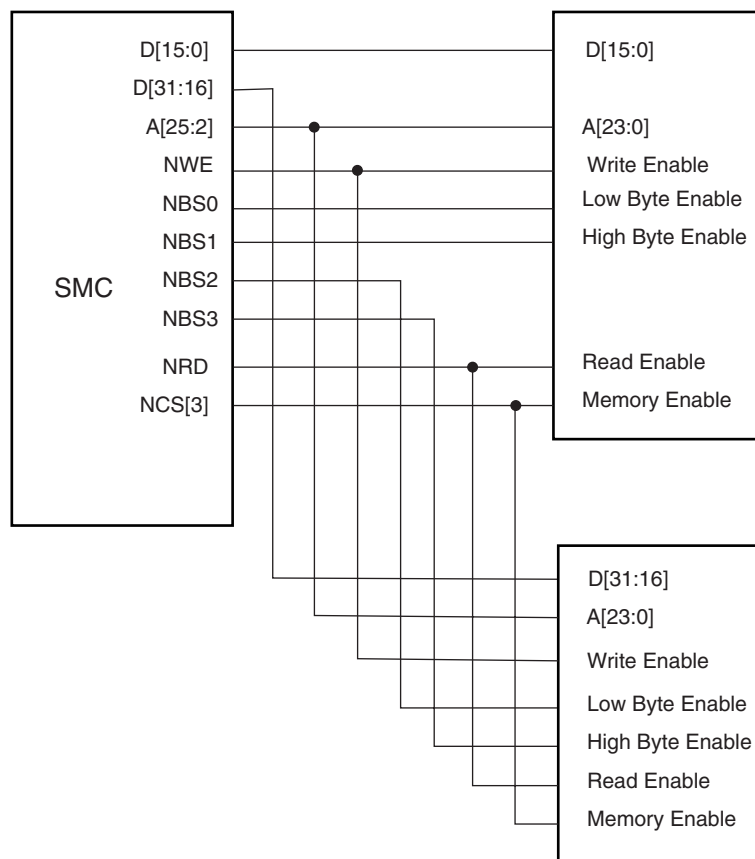 D[15:0]
D[31:16]
A[25:2]
NWE
NBS0
NBS1
NBS2
NBS3
NRD
NCS[3]
SMC
D[15:0]
A[23:0]
Write Enable
Low Byte Enable
High Byte Enable
Read Enable
Memory Enable
D[31:16]
A[23:0]
Write Enable
Low Byte Enable
High Byte Enable
Read Enable
Memory Enable